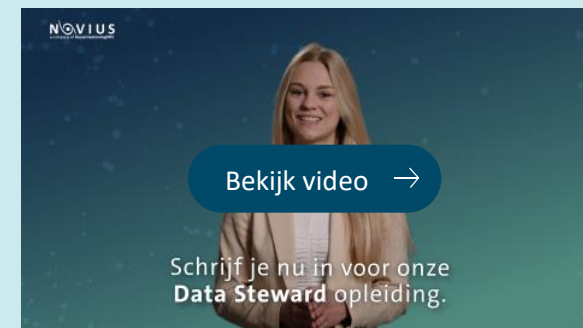 NOVIUS
Bekijk video
Schrijf je nu in voor onze
Data Steward opleiding.